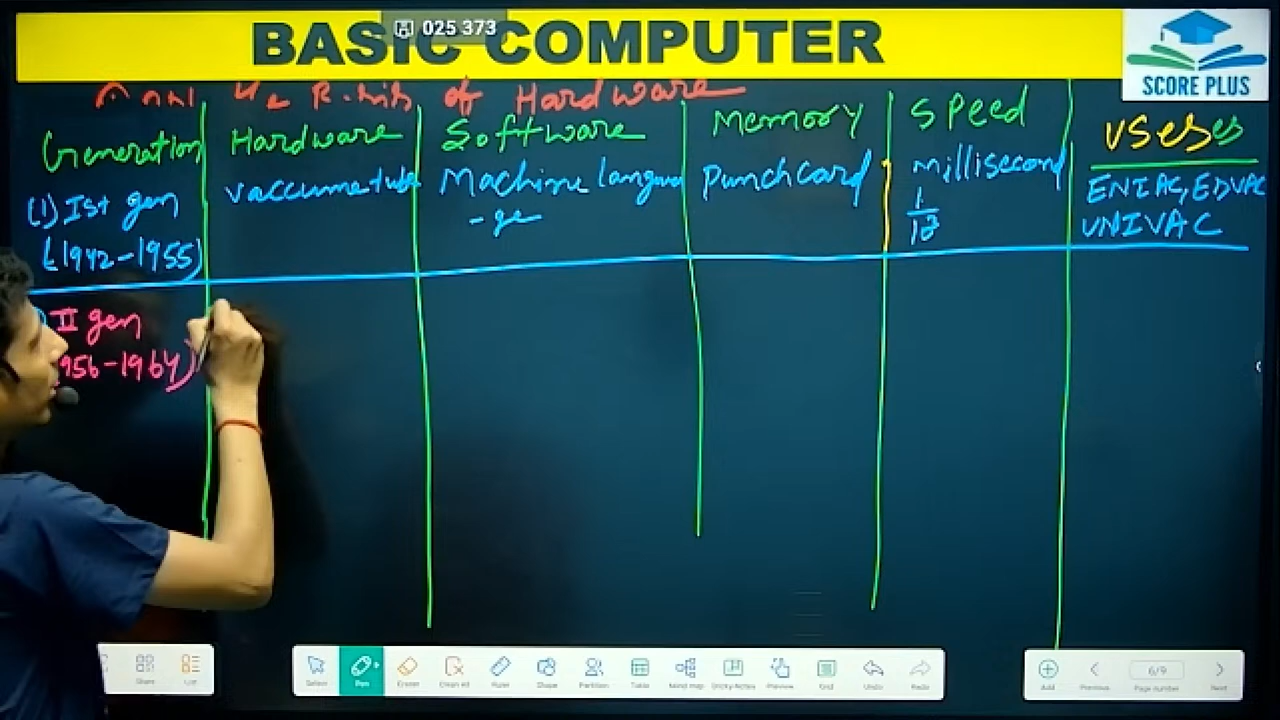 BASIC COMPUTER
025 373
SCORE PLUS
of Hardware
Generation Hardware Software Memory Speed Uses es
(1) Ist gen Vaccumetube Machine langua Punchcard Millisecond ENIAC, EDVAC
-ge 1 UNIVAC
(1942-1955) 10³
II gen
956-1964)
Share List
Select Pen Eraser Clean All Ruler Shape Partition Table Mind map Sticky Notes Preview Grid Undo Redo
Add Previous 6/9 Next
Page number